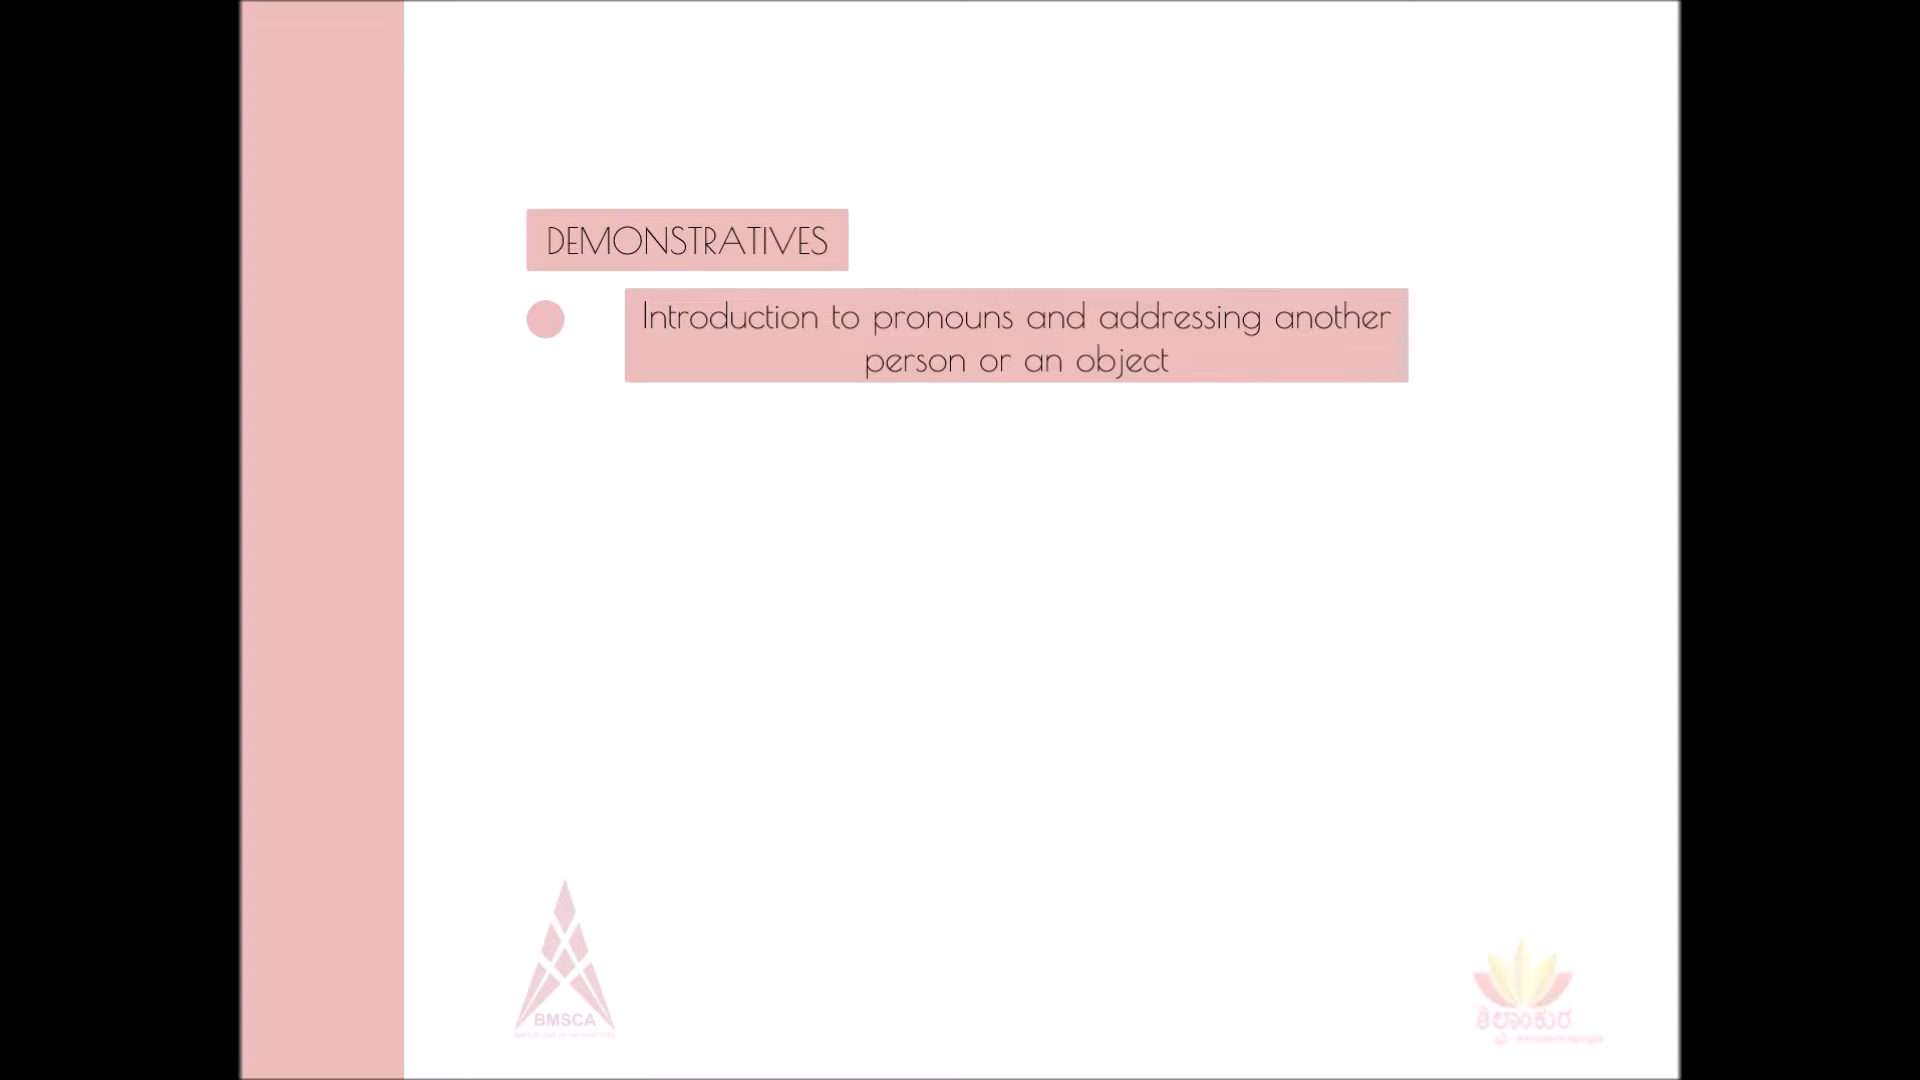 DEMONSTRATIVES
Introduction to pronouns and addressing another
person or an object
BMSCA
ಶಿಲ್ಪಾಂಕುರ